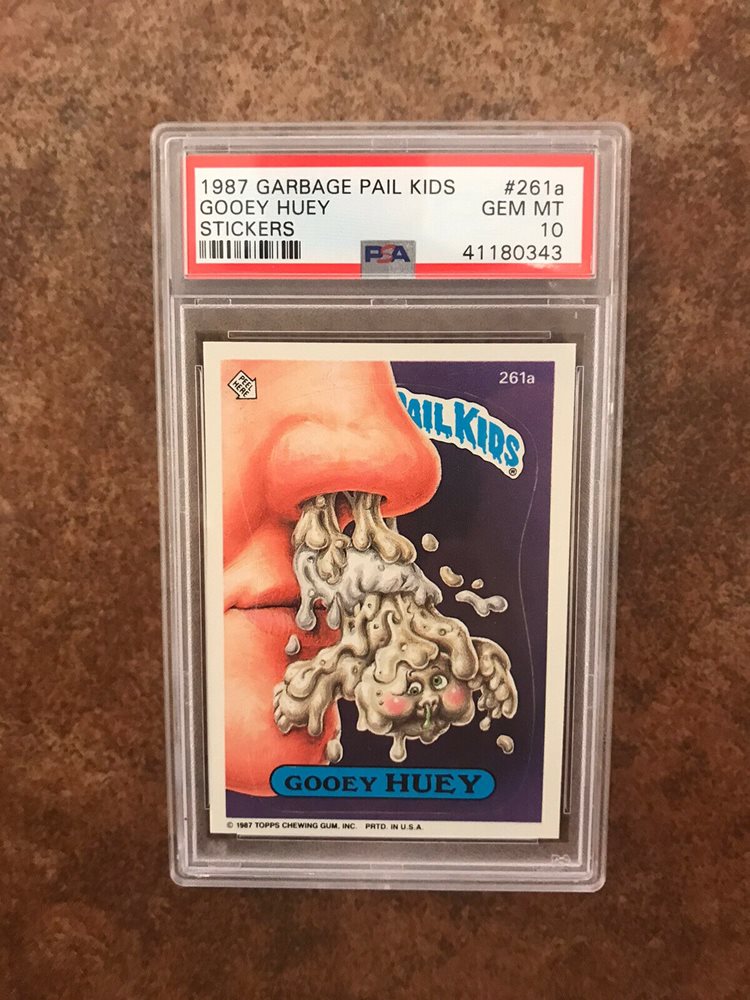 1987 GARBAGE PAIL KIDS #261a
GOOEY HUEY GEM MT
STICKERS 10
PSA 41180343
PEEL
HERE
261a
AIL KIDS®
GOOEY HUEY
© 1987 TOPPS CHEWING GUM, INC. PRTD. IN U.S.A.